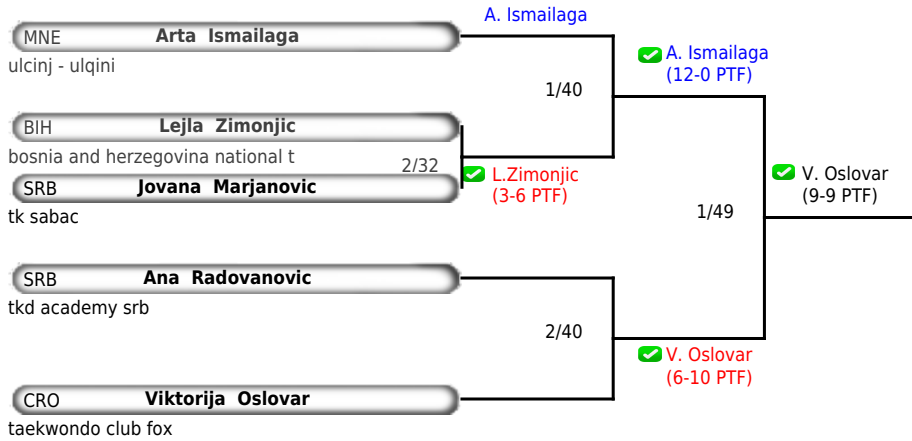 A. Ismailaga
MNE Arta Ismailaga
ulcinj - ulqini
A. Ismailaga
(12-0 PTF)
1/40
BIH Lejla Zimonjic
bosnia and herzegovina national t
2/32
L.Zimonjic
(3-6 PTF)
SRB Jovana Marjanovic
tk sabac
V. Oslovar
(9-9 PTF)
1/49
SRB Ana Radovanovic
tkd academy srb
2/40
V. Oslovar
(6-10 PTF)
CRO Viktorija Oslovar
taekwondo club fox